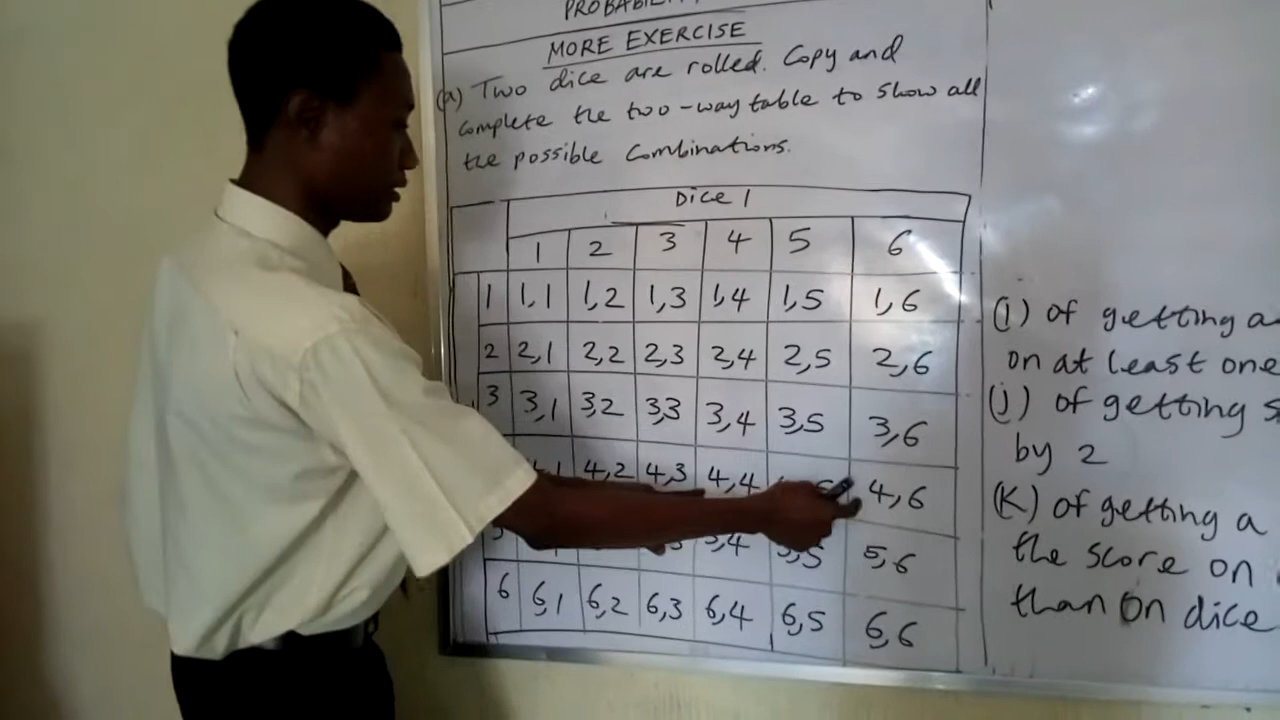 MORE EXERCISE
(a) Two dice are rolled. Copy and
complete the two-way table to show all
the possible Combinations.
Dice 1
1 2 3 4 5 6
1 1,1 1,2 1,3 1,4 1,5 1,6
2 2,1 2,2 2,3 2,4 2,5 2,6
3 3,1 3,2 3,3 3,4 3,5 3,6
4,2 4,3 4,4 4,6
5,5 5,6
6 6,1 6,2 6,3 6,4 6,5 6,6
(i) of getting a
on at least one
(j) of getting
by 2
(K) of getting a
the score on
than on dice